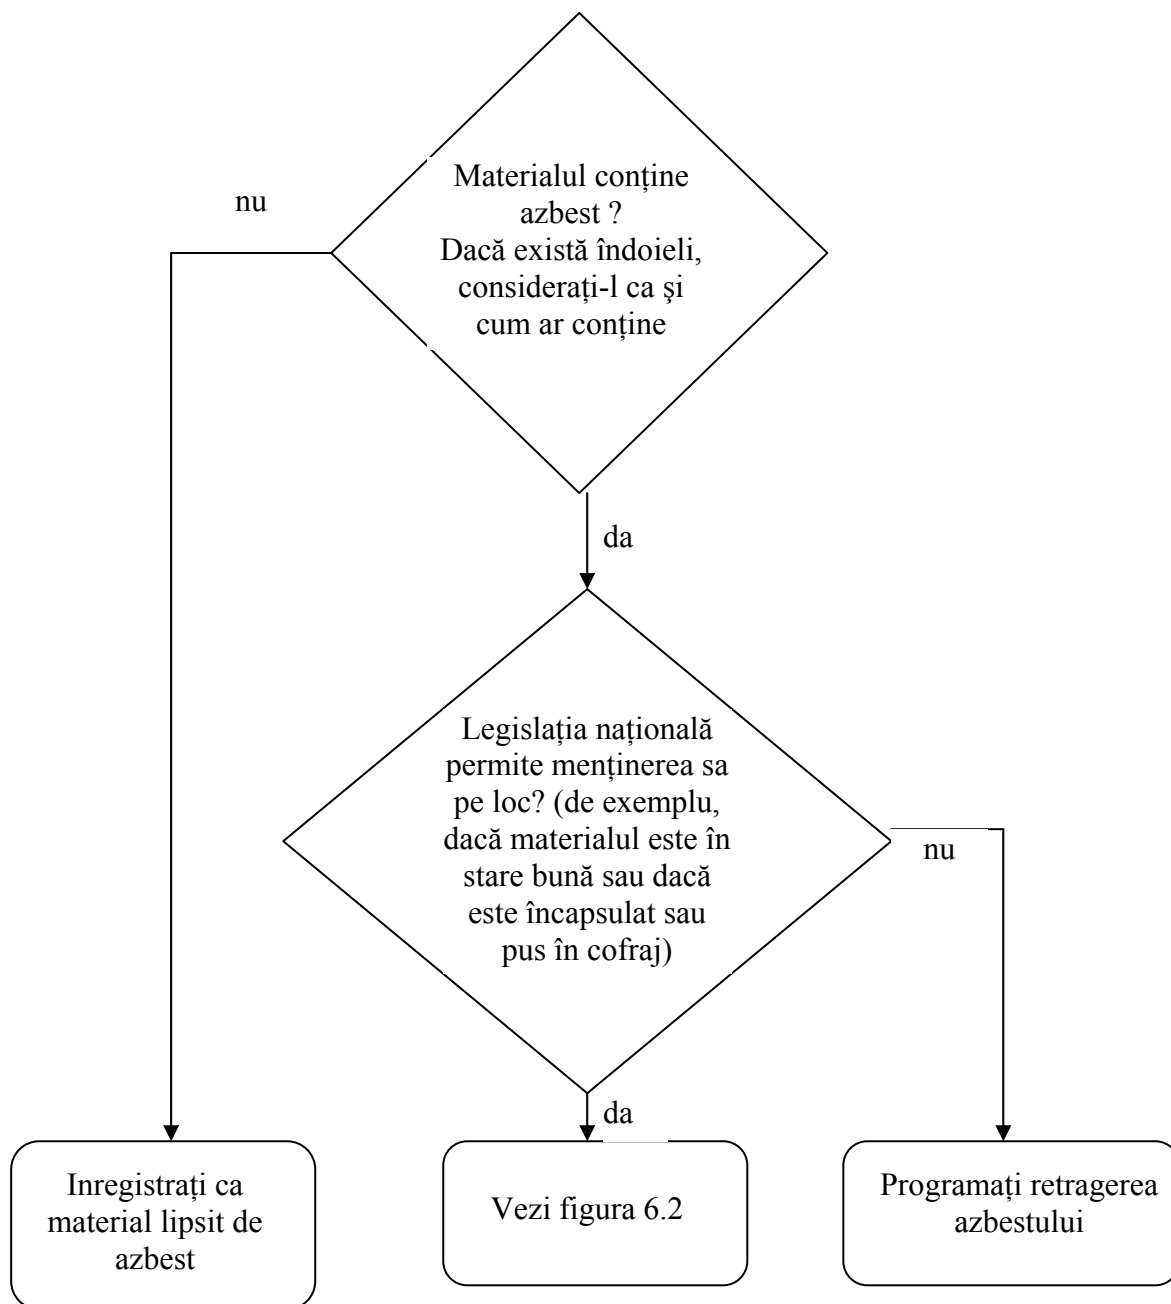 Materialul conține
azbest ?
Dacă există îndoieli,
considerați-l ca şi
cum ar conține
nu
da
Legislația națională
permite menținerea sa
pe loc? (de exemplu,
dacă materialul este în
stare bună sau dacă
este încapsulat sau
pus în cofraj)
nu
da
Inregistrați ca
material lipsit de
azbest
Vezi figura 6.2
Programați retragerea
azbestului